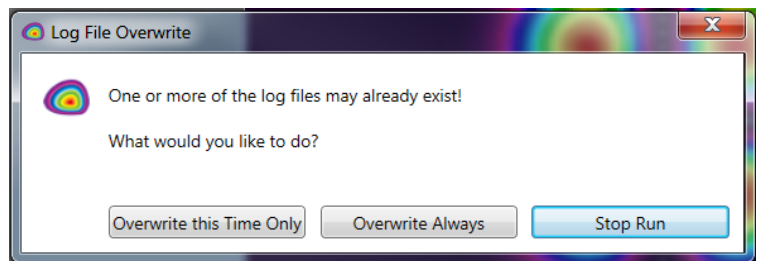 Log File Overwrite
One or more of the log files may already exist!
What would you like to do?
Overwrite this Time Only
Overwrite Always
Stop Run